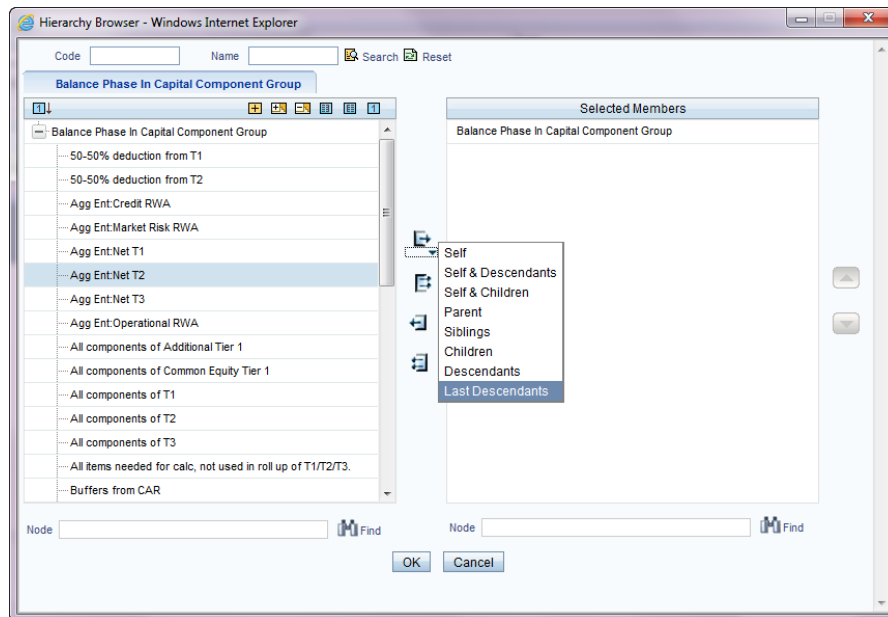 Hierarchy Browser - Windows Internet Explorer
Code Name Search Reset
Balance Phase In Capital Component Group
Selected Members
Balance Phase In Capital Component Group
50-50% deduction from T1
50-50% deduction from T2
Agg Ent:Credit RWA
Agg Ent:Market Risk RWA
Agg Ent:Net T1
Agg Ent:Net T2
Agg Ent:Net T3
Agg Ent:Operational RWA
All components of Additional Tier 1
All components of Common Equity Tier 1
All components of T1
All components of T2
All components of T3
All items needed for calc, not used in roll up of T1/T2/T3.
Buffers from CAR
Balance Phase In Capital Component Group
Self
Self & Descendants
Self & Children
Parent
Siblings
Children
Descendants
Last Descendants
Node Find
Node Find
OK Cancel